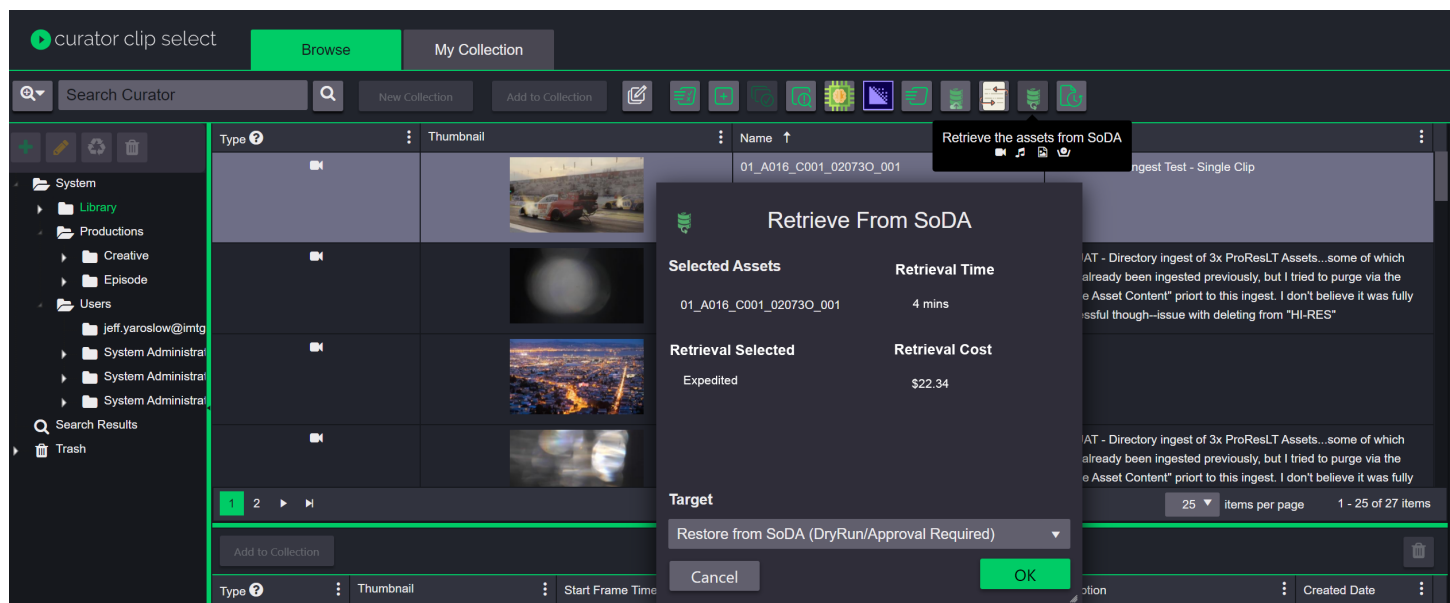 curator clip select
Browse
My Collection
Search Curator
New Collection
Add to Collection
Type
Thumbnail
Name ↑
Retrieve the assets from SoDA
System
Library
Productions
Creative
Episode
Users
jeff.yaroslow@imtg
System Administrat
System Administrat
System Administrat
Search Results
Trash
01_A016_C001_02073O_001
ngest Test - Single Clip
JAT - Directory ingest of 3x ProResLT Assets...some of which
already been ingested previously, but I tried to purge via the
e Asset Content" priort to this ingest. I don't believe it was fully
essful though--issue with deleting from "HI-RES"
JAT - Directory ingest of 3x ProResLT Assets...some of which
already been ingested previously, but I tried to purge via the
e Asset Content" priort to this ingest. I don't believe it was fully
Retrieve From SoDA
Selected Assets
Retrieval Time
01_A016_C001_02073O_001
4 mins
Retrieval Selected
Retrieval Cost
Expedited
$22.34
Target
Restore from SoDA (DryRun/Approval Required)
Cancel
OK
1 2
25 items per page
1 - 25 of 27 items
Add to Collection
Type
Thumbnail
Start Frame Time
ption
Created Date